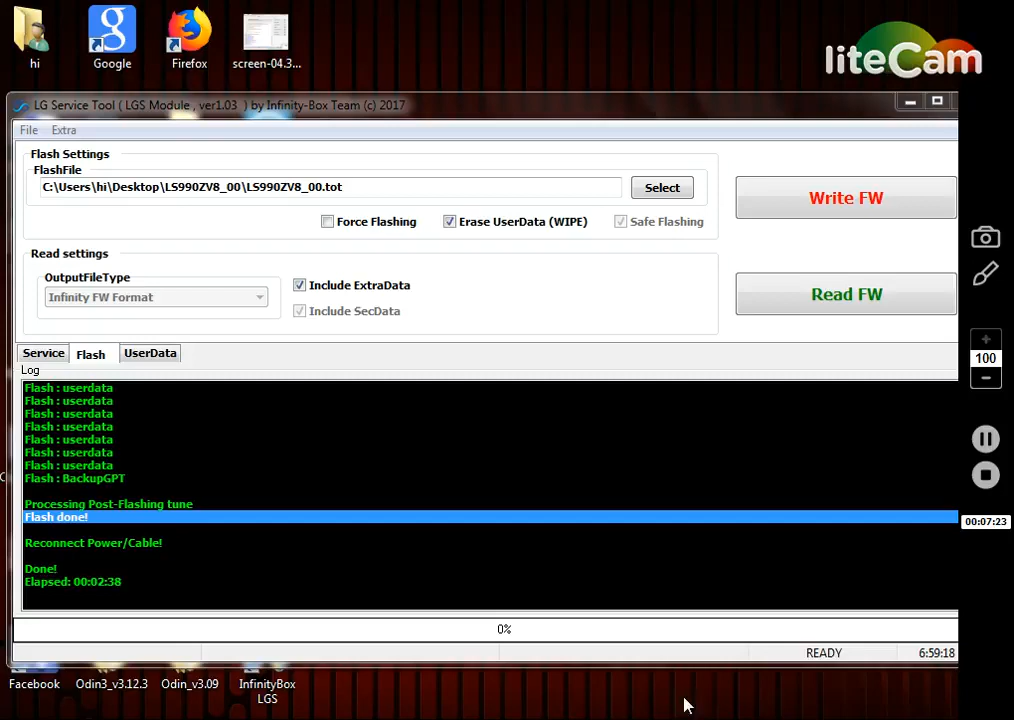 hi
Google
Firefox
screen-04.3...
liteCam
LG Service Tool ( LGS Module , ver1.03 ) by Infinity-Box Team (c) 2017
File Extra
Flash Settings
FlashFile
C:\Users\hi\Desktop\LS990ZV8_00\LS990ZV8_00.tot
Select
Write FW
Force Flashing
Erase UserData (WIPE)
Safe Flashing
Read settings
OutputFileType
Infinity FW Format
Include ExtraData
Include SecData
Read FW
Service Flash UserData
Log
Flash : userdata
Flash : userdata
Flash : userdata
Flash : userdata
Flash : userdata
Flash : userdata
Flash : userdata
Flash : BackupGPT
Processing Post-Flashing tune
Flash done!
Reconnect Power/Cable!
Done!
Elapsed: 00:02:38
0%
READY
6:59:18
100
00:07:23
Facebook
Odin3_v3.12.3
Odin_v3.09
InfinityBox
LGS